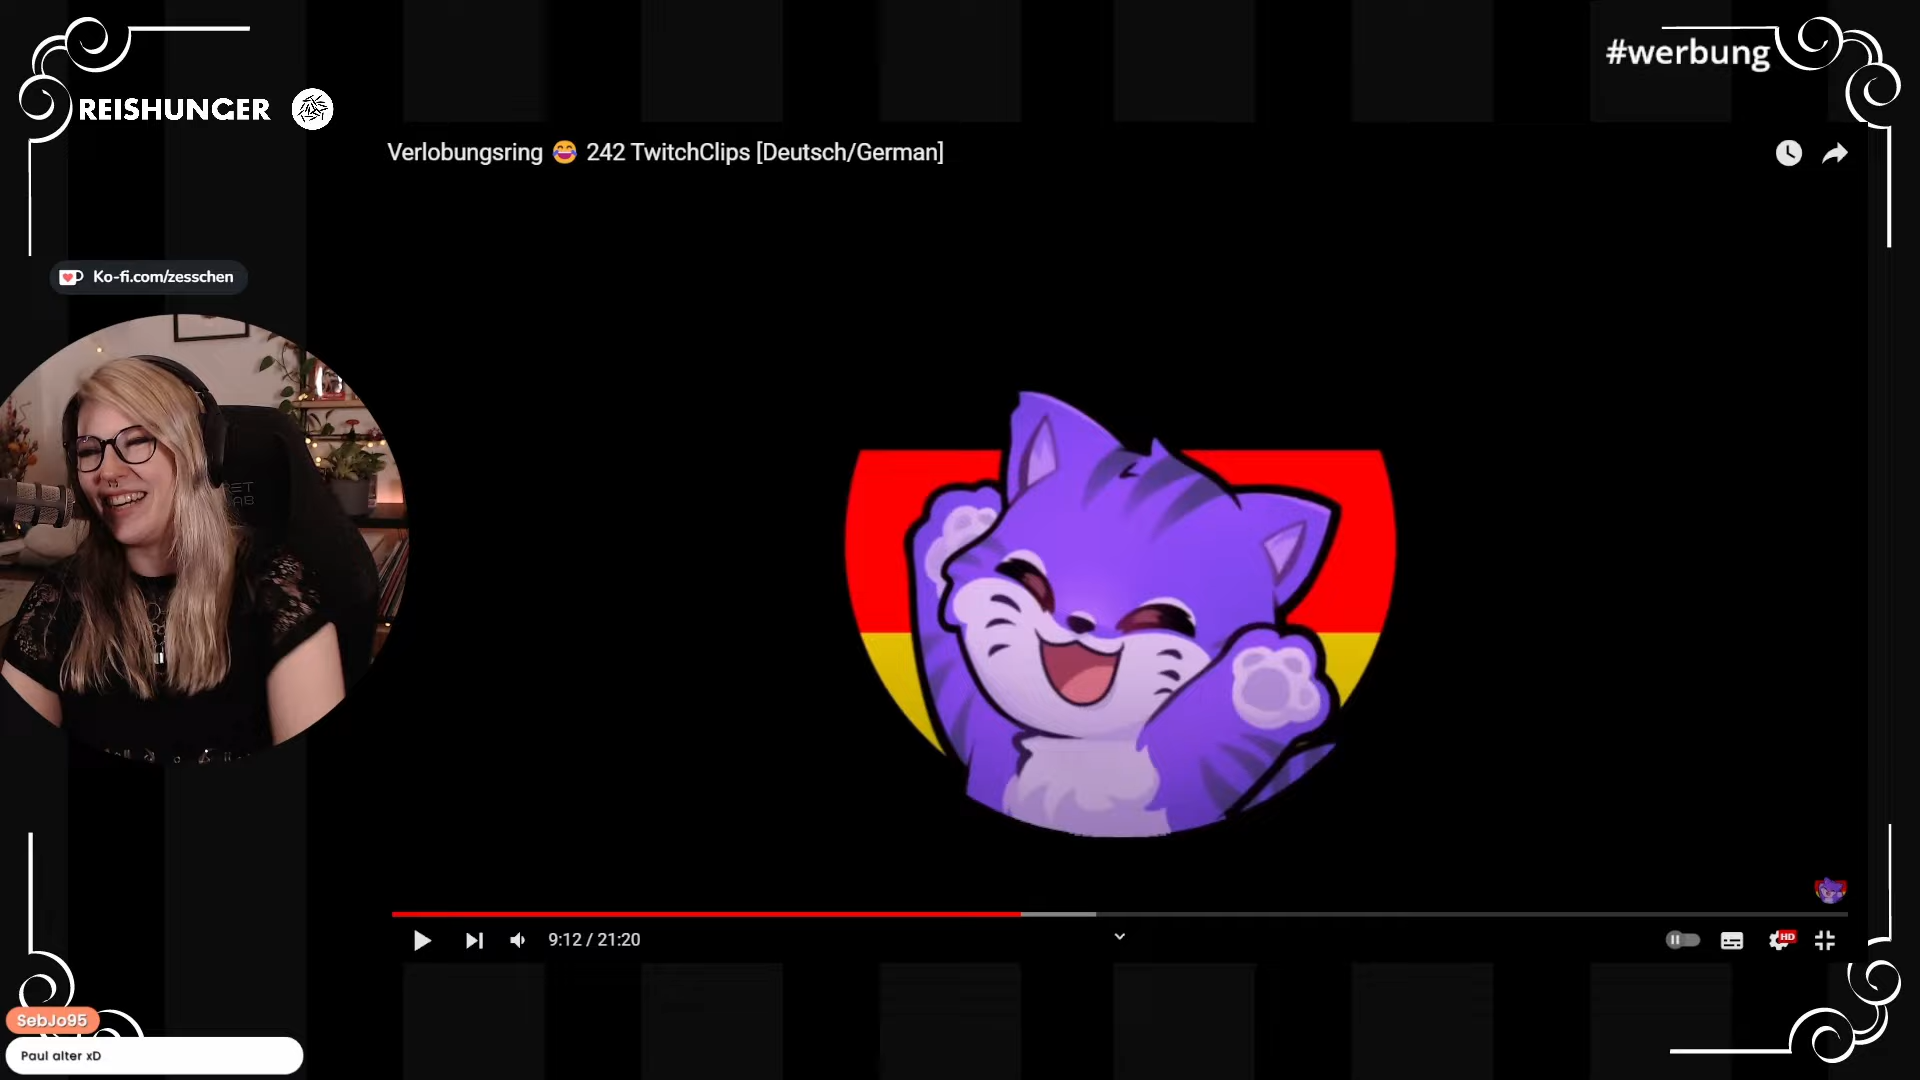 #werbung
REISHUNGER
Verlobungsring 😂 242 TwitchClips [Deutsch/German]
Ko-fi.com/zesschen
HD
9:12 / 21:20
SebJo95
Paul alter xD